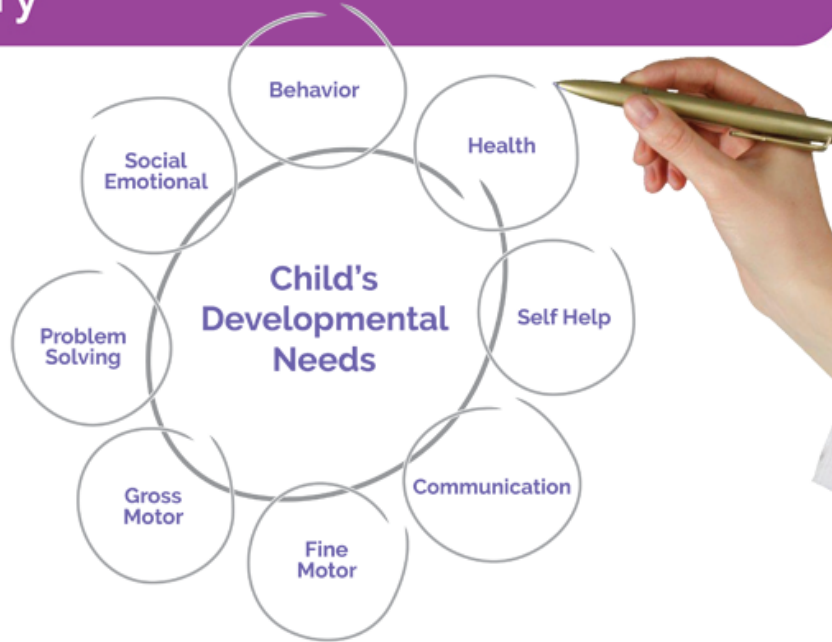 Behavior
Health
Social
Emotional
Child's
Developmental
Needs
Self Help
Problem
Solving
Communication
Gross
Motor
Fine
Motor